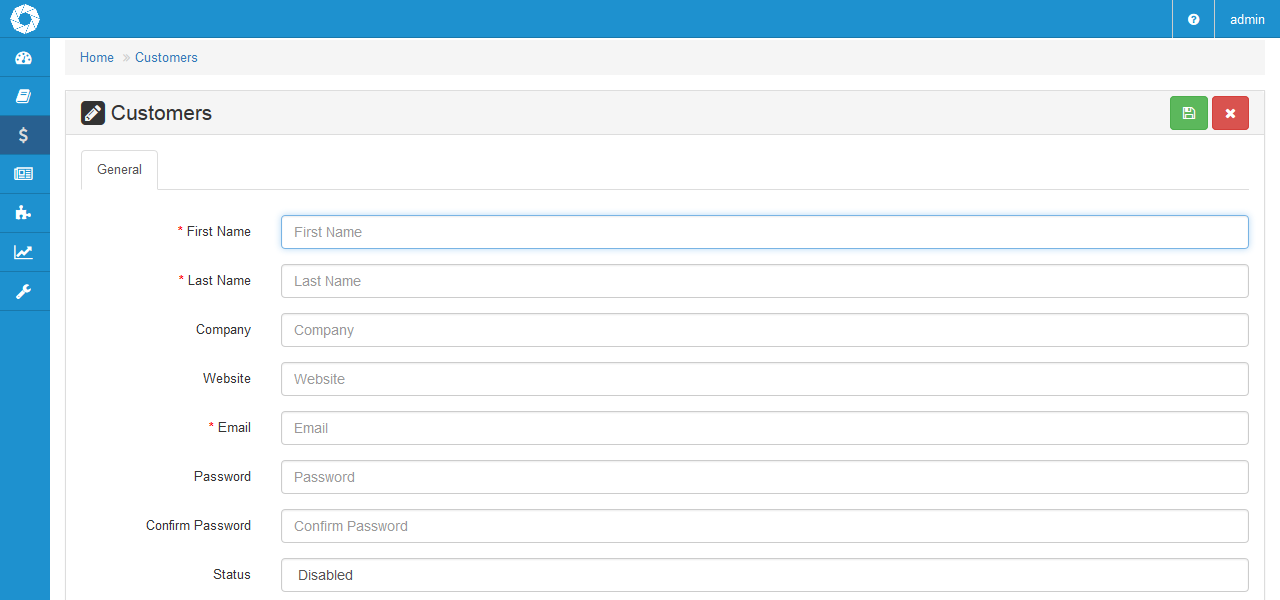 admin
Home » Customers
Customers
General
* First Name First Name
* Last Name Last Name
Company Company
Website Website
* Email Email
Password Password
Confirm Password Confirm Password
Status Disabled